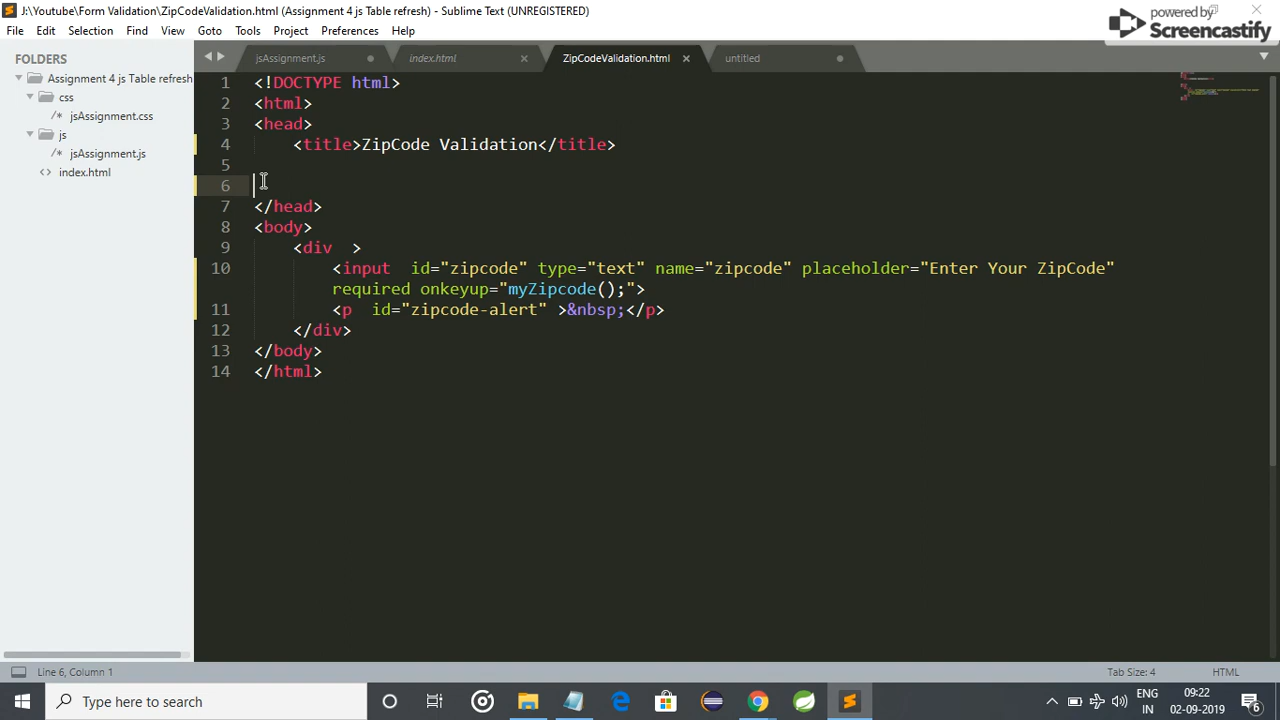 J:\Youtube\Form Validation\ZipCodeValidation.html (Assignment 4 js Table refresh) - Sublime Text (UNREGISTERED)
powered by
Screencastify
File Edit Selection Find View Goto Tools Project Preferences Help
FOLDERS
Assignment 4 js Table refresh
css
/* jsAssignment.css
js
/* jsAssignment.js
<> index.html
jsAssignment.js index.html × ZipCodeValidation.html × untitled
1 <!DOCTYPE html>
2 <html>
3 <head>
4 <title>ZipCode Validation</title>
5
6
7 </head>
8 <body>
9 <div  >
10 <input  id="zipcode" type="text" name="zipcode" placeholder="Enter Your ZipCode"
required onkeyup="myZipcode();">
11 <p  id="zipcode-alert" >&nbsp;</p>
12 </div>
13 </body>
14 </html>
Line 6, Column 1 Tab Size: 4 HTML
Type here to search
ENG
IN
09:22
02-09-2019
6